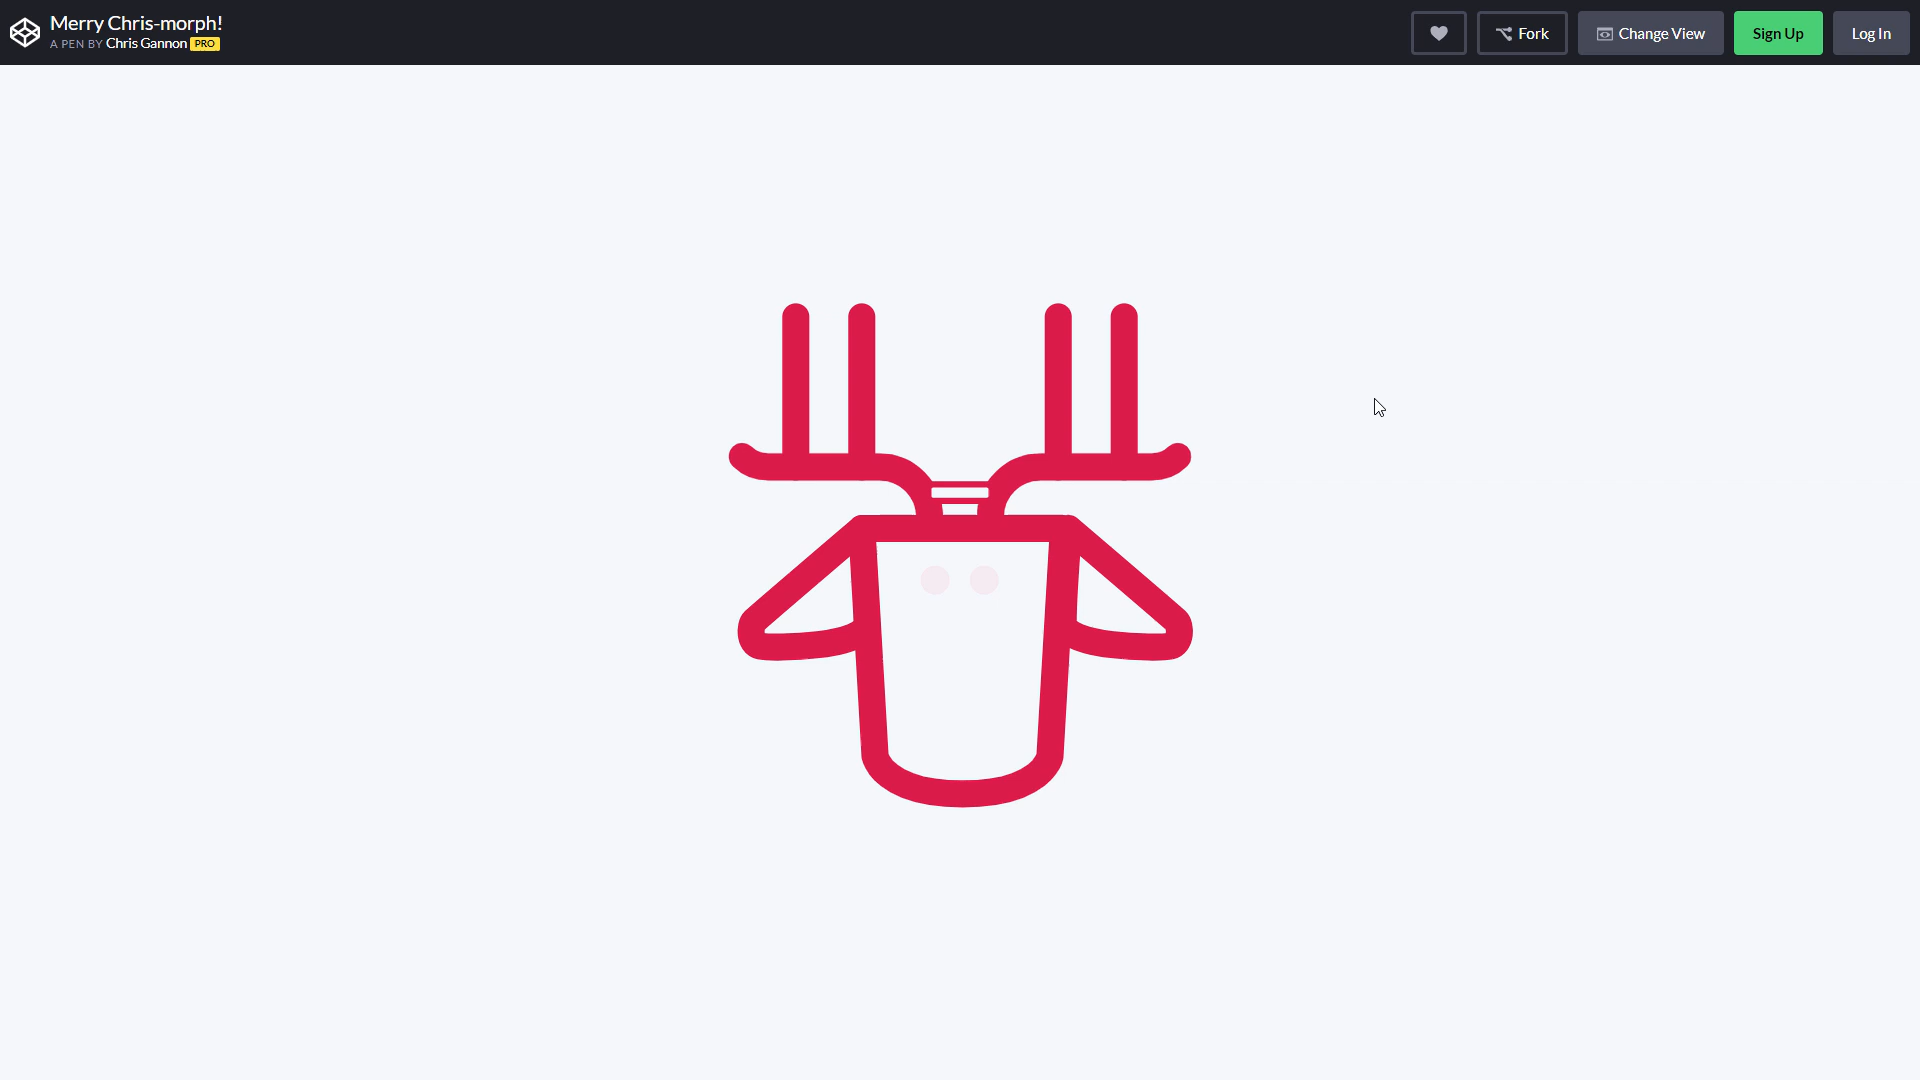 Merry Chris-morph!
A PEN BY Chris Gannon PRO
Fork
Change View
Sign Up
Log In